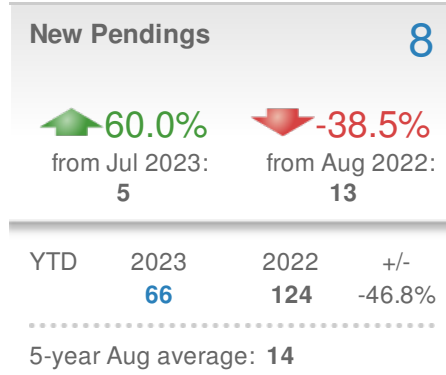 New Pendings 8
60.0% -38.5%
from Jul 2023: from Aug 2022:
5 13
YTD 2023 2022 +/-
66 124 -46.8%
5-year Aug average: 14